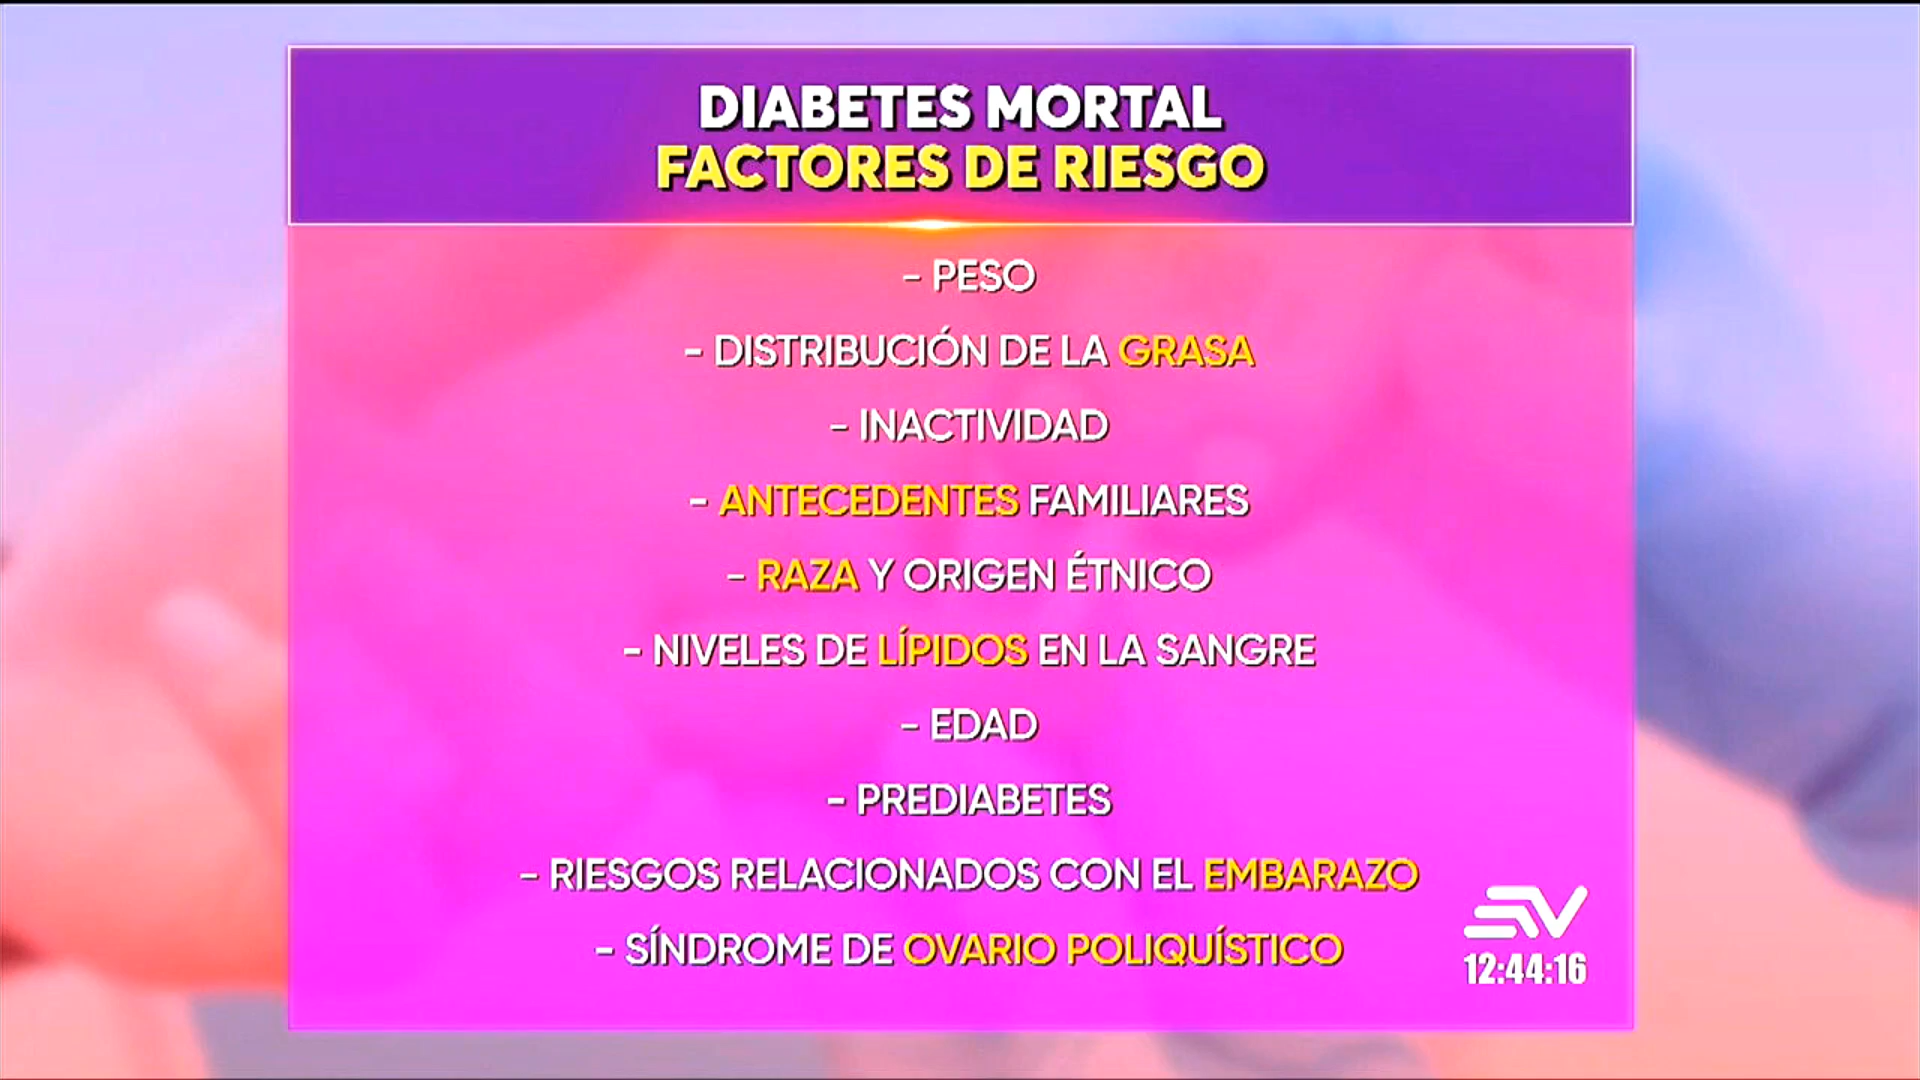 DIABETES MORTAL
FACTORES DE RIESGO
- PESO
- DISTRIBUCIÓN DE LA GRASA
- INACTIVIDAD
- ANTECEDENTES FAMILIARES
- RAZA Y ORIGEN ÉTNICO
- NIVELES DE LÍPIDOS EN LA SANGRE
- EDAD
- PREDIABETES
- RIESGOS RELACIONADOS CON EL EMBARAZO
- SÍNDROME DE OVARIO POLIQUÍSTICO
EV
12:44:16